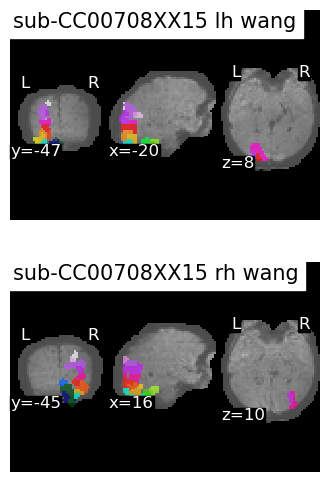 sub-CC00708XX15 lh wang
L R L R
y=-47 x=-20 z=8
sub-CC00708XX15 rh wang
L R L R
y=-45 x=16 z=10